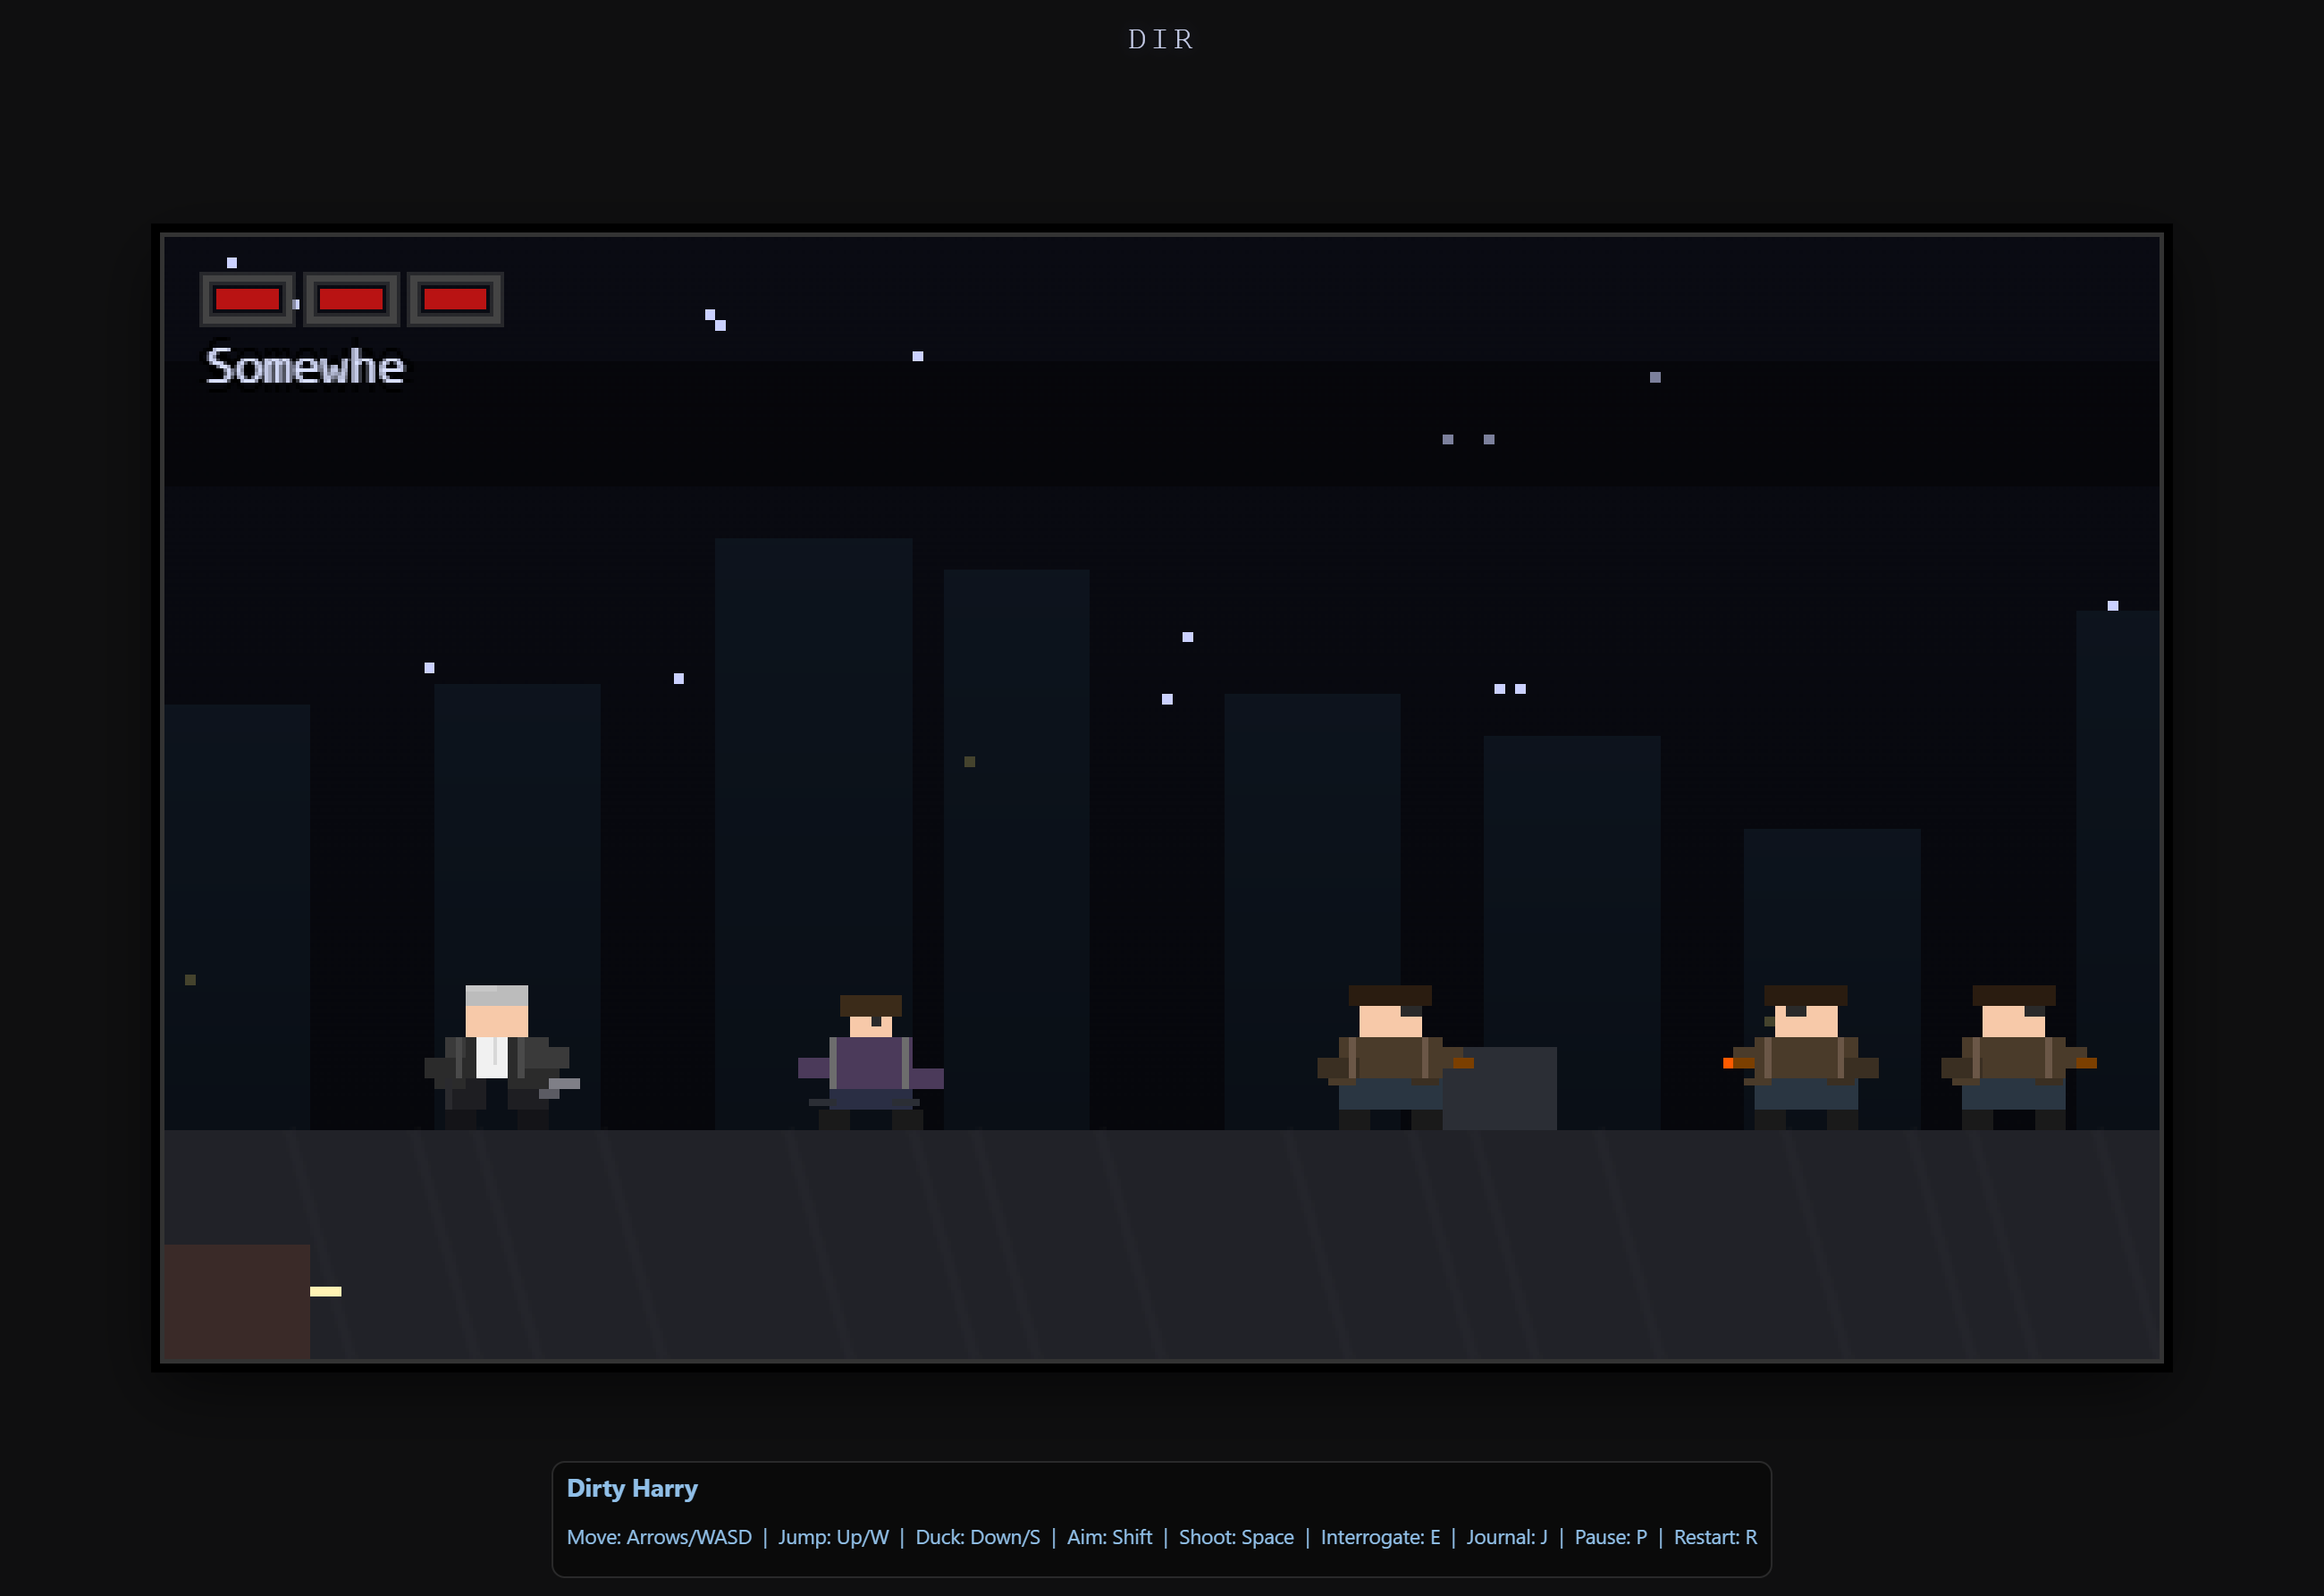 DIR
Somewhe
Dirty Harry
Move: Arrows/WASD | Jump: Up/W | Duck: Down/S | Aim: Shift | Shoot: Space | Interrogate: E | Journal: J | Pause: P | Restart: R